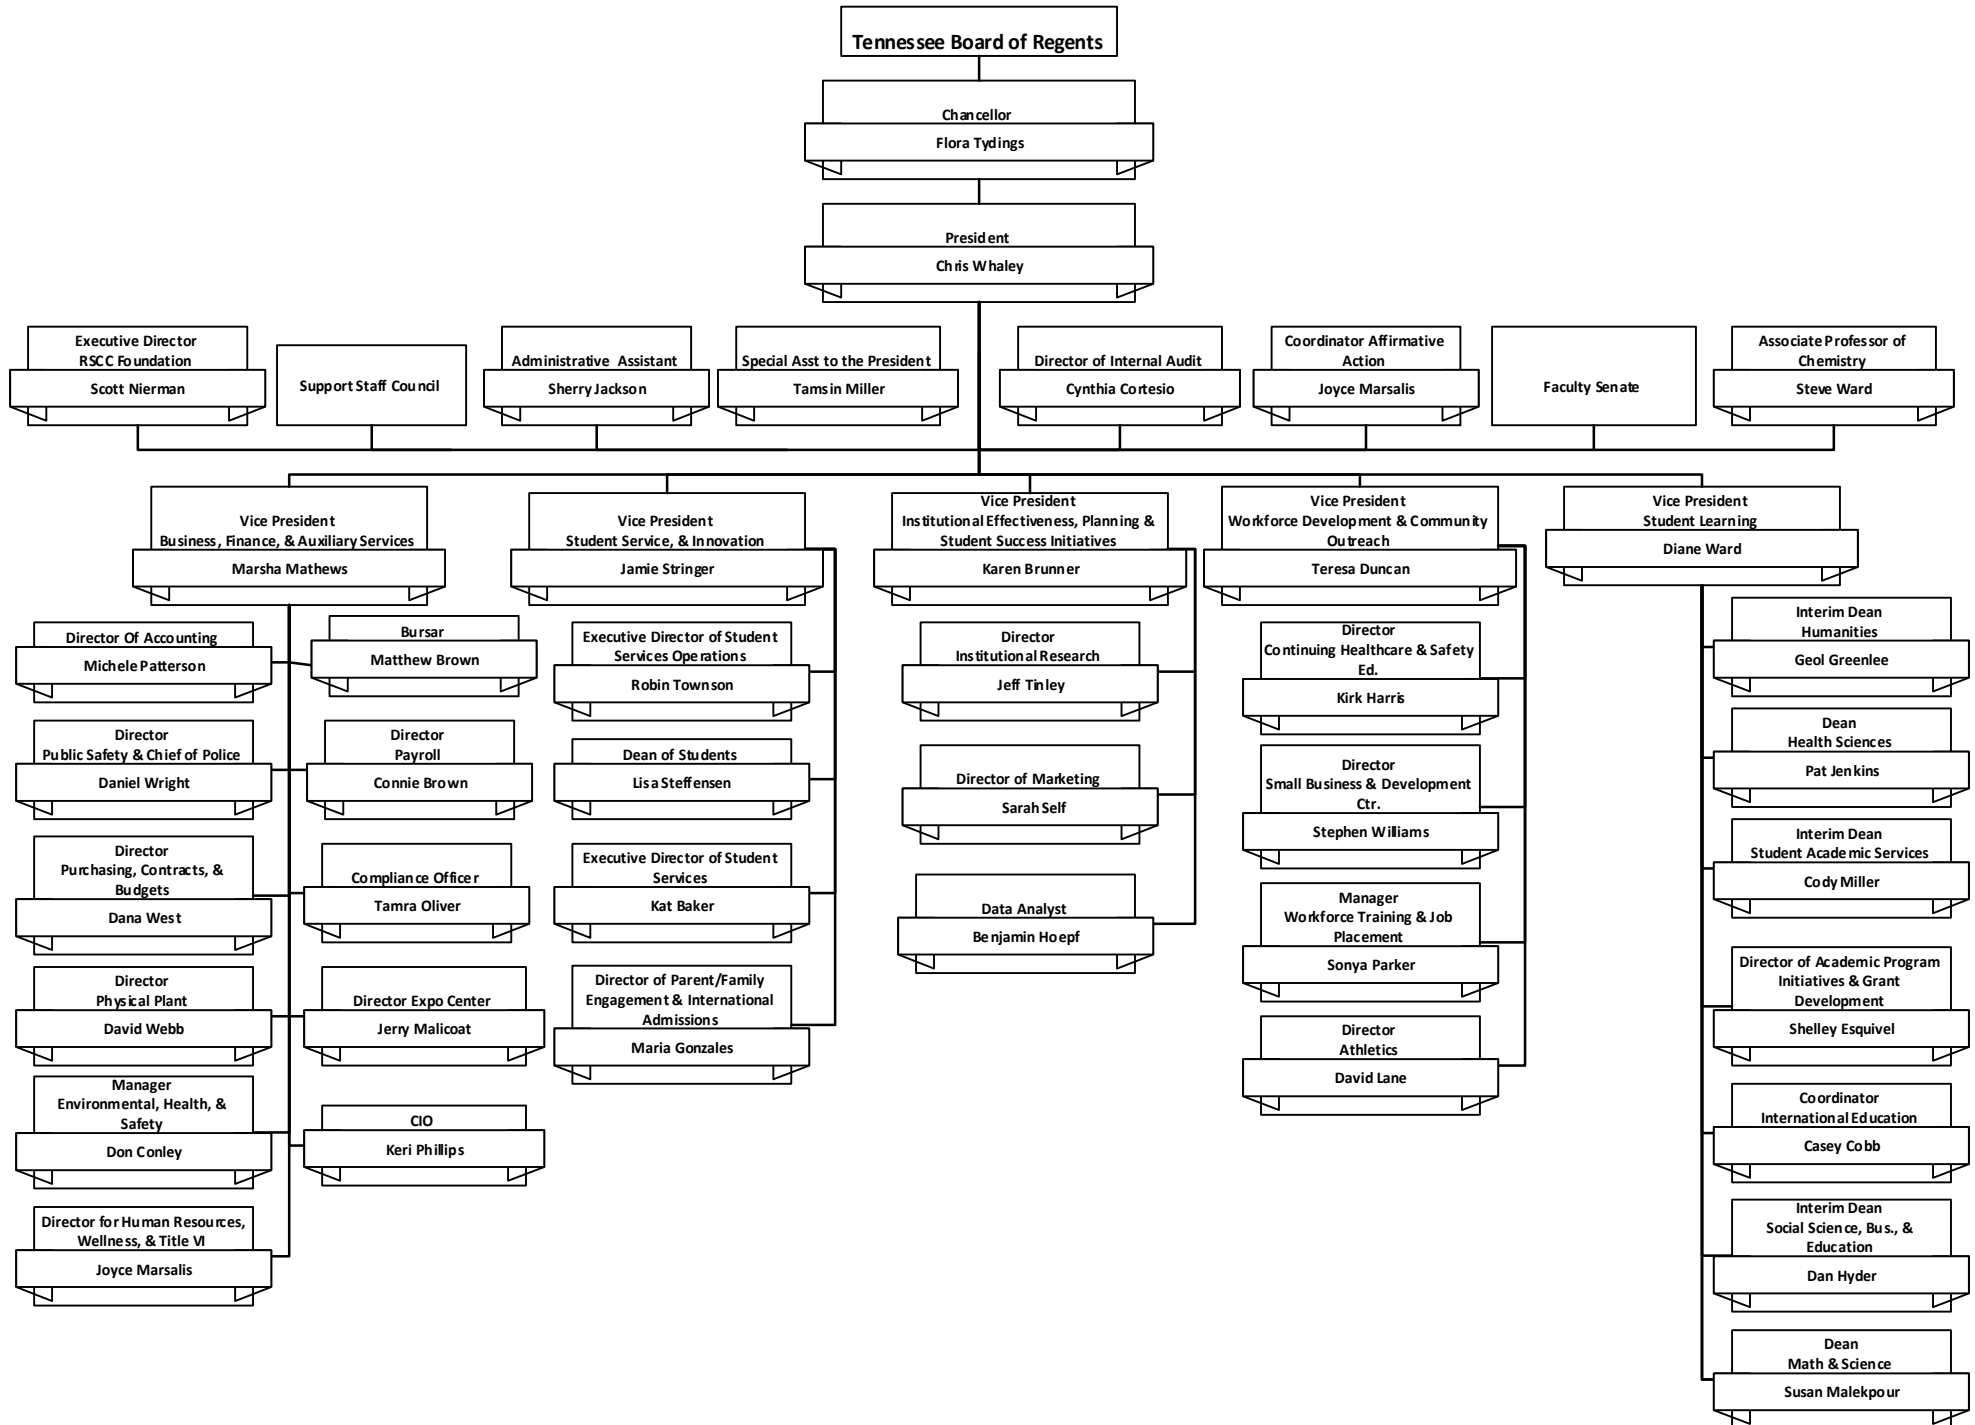 Tennessee Board of Regents
Chancellor
Flora Tydings
President
Chris Whaley
Executive Director
RSCC Foundation
Scott Nierman
Support Staff Council
Administrative Assistant
Sherry Jackson
Special Asst to the President
Tamsin Miller
Director of Internal Audit
Cynthia Cortesio
Coordinator Affirmative
Action
Joyce Marsalis
Faculty Senate
Associate Professor of
Chemistry
Steve Ward
Vice President
Business, Finance, & Auxiliary Services
Marsha Mathews
Director Of Accounting
Michele Patterson
Bursar
Matthew Brown
Director
Public Safety & Chief of Police
Daniel Wright
Director
Payroll
Connie Brown
Director
Purchasing, Contracts, &
Budgets
Dana West
Compliance Officer
Tamra Oliver
Director
Physical Plant
David Webb
Director Expo Center
Jerry Malicoat
Manager
Environmental, Health, &
Safety
Don Conley
CIO
Keri Phillips
Director for Human Resources,
Wellness, & Title VI
Joyce Marsalis
Vice President
Student Service, & Innovation
Jamie Stringer
Executive Director of Student
Services Operations
Robin Townson
Dean of Students
Lisa Steffensen
Executive Director of Student
Services
Kat Baker
Director of Parent/Family
Engagement & International
Admissions
Maria Gonzales
Vice President
Institutional Effectiveness, Planning &
Student Success Initiatives
Karen Brunner
Director
Institutional Research
Jeff Tinley
Director of Marketing
Sarah Self
Data Analyst
Benjamin Hoepf
Vice President
Workforce Development & Community
Outreach
Teresa Duncan
Director
Continuing Healthcare & Safety
Ed.
Kirk Harris
Director
Small Business & Development
Ctr.
Stephen Williams
Manager
Workforce Training & Job
Placement
Sonya Parker
Director
Athletics
David Lane
Vice President
Student Learning
Diane Ward
Interim Dean
Humanities
Geol Greenlee
Dean
Health Sciences
Pat Jenkins
Interim Dean
Student Academic Services
Cody Miller
Director of Academic Program
Initiatives & Grant
Development
Shelley Esquivel
Coordinator
International Education
Casey Cobb
Interim Dean
Social Science, Bus., &
Education
Dan Hyder
Dean
Math & Science
Susan Malekpour